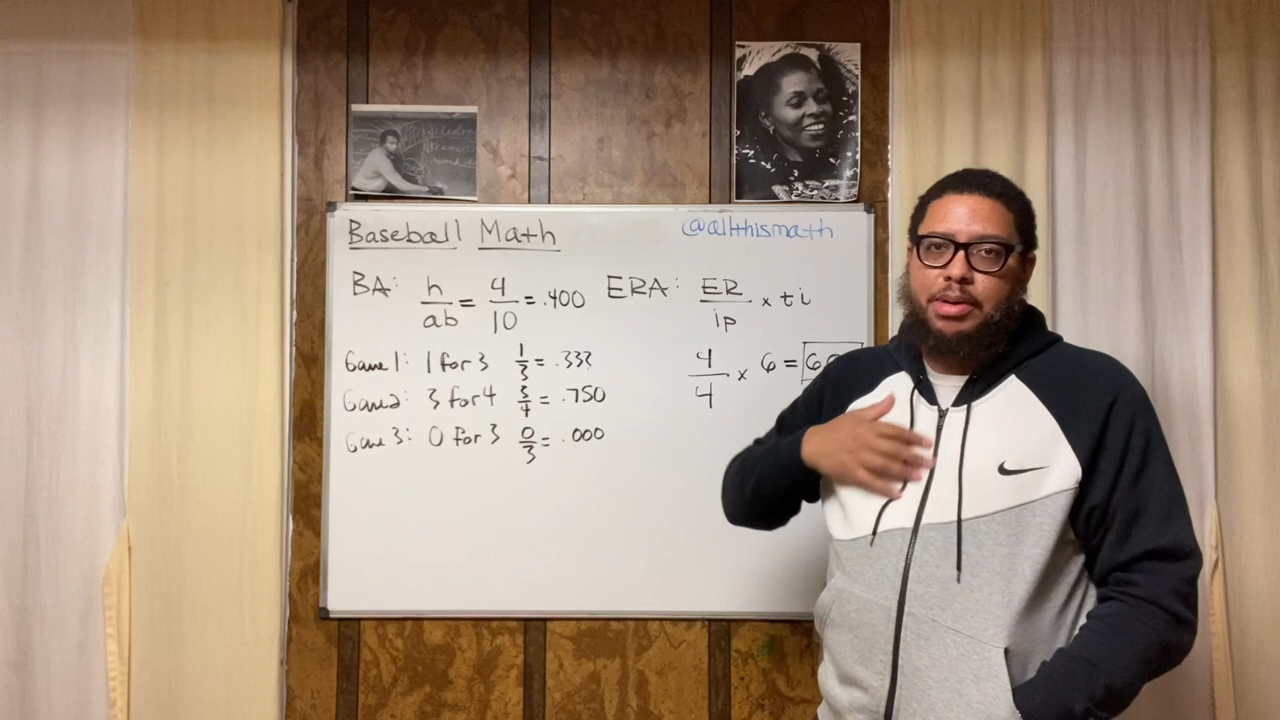 Baseball Math
@allthismath
BA: h/ab = 4/10 = .400
ERA: ER/ip x ti
Game 1: 1 for 3 1/3 = .333
Game 2: 3 for 4 3/4 = .750
Game 3: 0 for 3 0/3 = .000
4/4 x 6 =